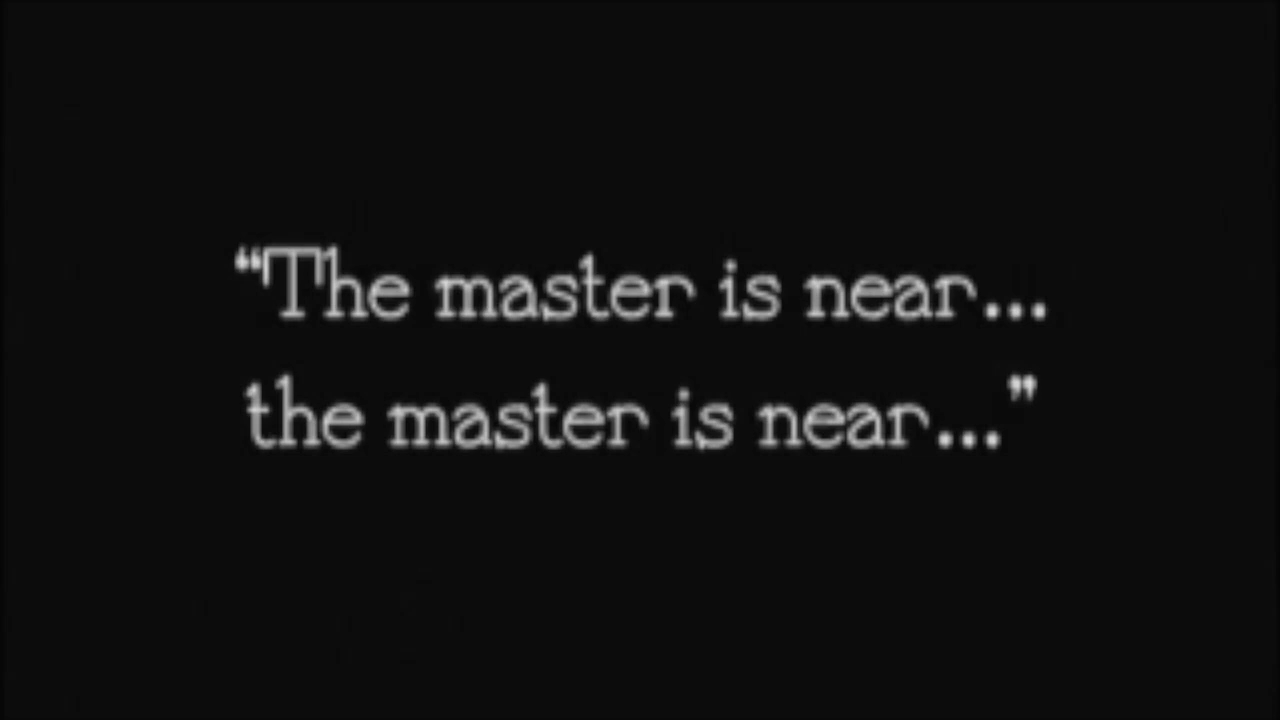 “The master is near...
the master is near...”